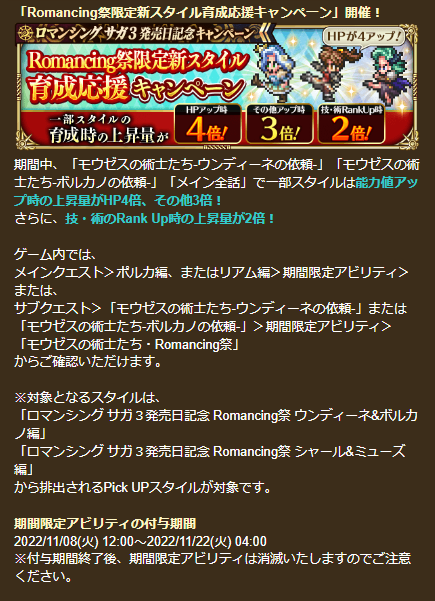 「Romancing祭限定新スタイル育成応援キャンペーン」開催！
ロマンシング サガ３発売日記念キャンペーン
HPが4アップ！
Romancing祭限定新スタイル
育成応援キャンペーン
一部スタイルの
育成時の上昇量が
HPアップ時
4倍!
その他アップ時
3倍!
技・術RankUp時
2倍!
期間中、「モウゼスの術士たち-ウンディーネの依頼-」「モウゼスの術
士たち-ボルカノの依頼-」「メイン全話」で一部スタイルは能力値アッ
プ時の上昇量がHP4倍、その他3倍！
さらに、技・術のRank Up時の上昇量が2倍！
ゲーム内では、
メインクエスト＞ポルカ編、またはリアム編＞期間限定アビリティ＞
または、
サブクエスト＞「モウゼスの術士たち-ウンディーネの依頼-」または
「モウゼスの術士たち-ボルカノの依頼-」＞期間限定アビリティ＞
「モウゼスの術士たち・Romancing祭」
からご確認いただけます。
※対象となるスタイルは、
「ロマンシング サガ３発売日記念 Romancing祭 ウンディーネ&ボルカ
ノ編」
「ロマンシング サガ３発売日記念 Romancing祭 シャール&ミューズ
編」
から排出されるPick UPスタイルが対象です。
期間限定アビリティの付与期間
2022/11/08(火) 12:00～2022/11/22(火) 04:00
※付与期間終了後、期間限定アビリティは消滅いたしますのでご注意
ください。